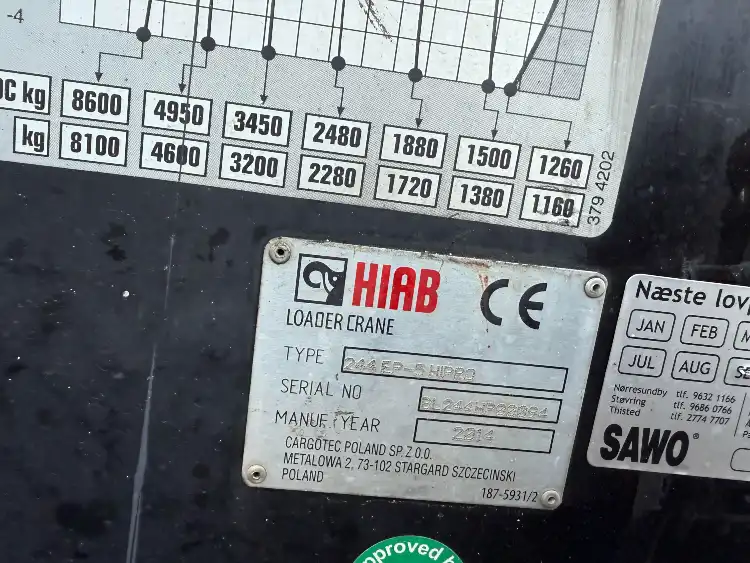 -4
OC kg 8600 4950 3450 2480 1880 1500 1260
kg 8100 4600 3200 2280 1720 1380 1160
379 4202
HIAB CE
LOADER CRANE
TYPE 244 EP-5 HIPRO
SERIAL NO
MANUF. YEAR 2014
CARGOTEC POLAND SP.Z O.O.
METALOWA 2, 73-102 STARGARD SZCZECINSKI
POLAND
187-5931/2
Næste lov
JAN FEB M
JUL AUG SE
Nørresundby tlf. 9632 1166
Støvring tlf. 9686 0766
Thisted tlf. 2774 7707
SAWO®
pproved b